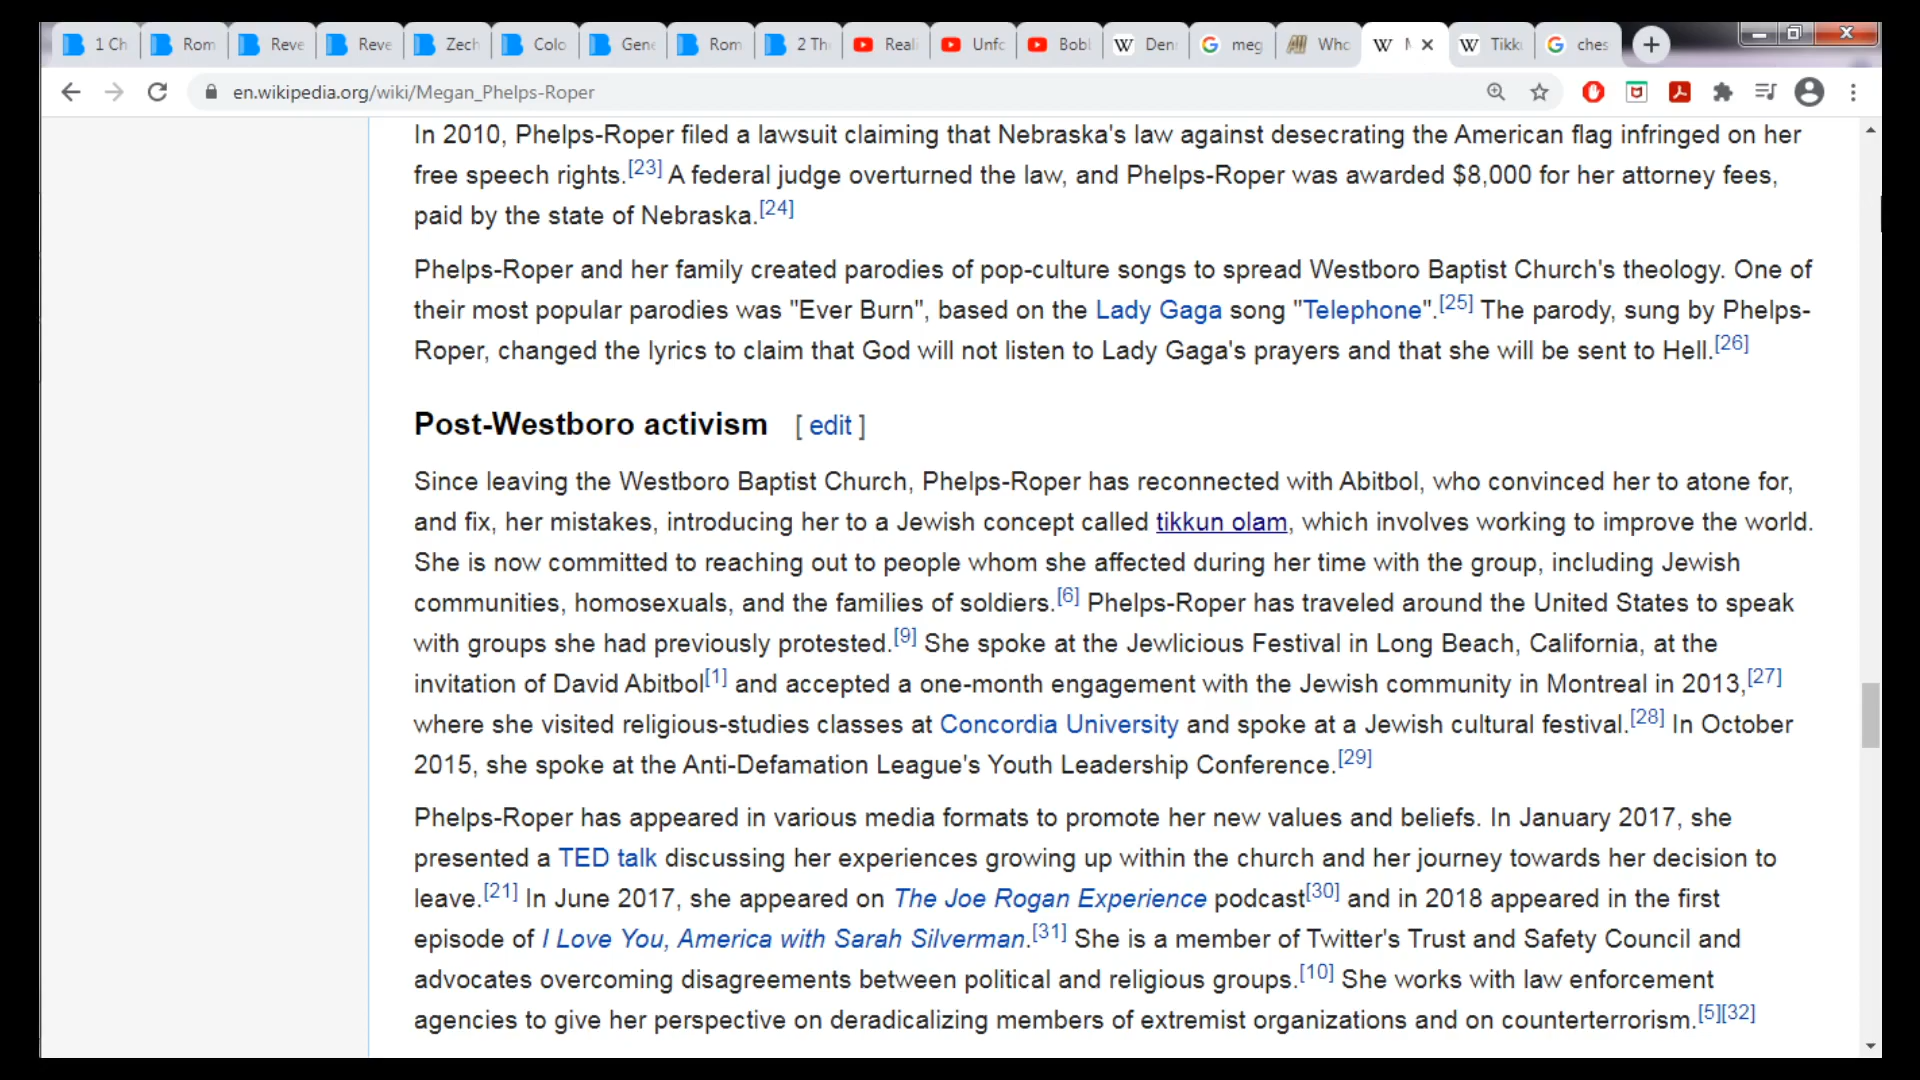 1 Ch Rom Reve Reve Zech Colo Gene Rom 2 Th Reali Unfo Bobl Den meg Who Tikk ches
en.wikipedia.org/wiki/Megan_Phelps-Roper
In 2010, Phelps-Roper filed a lawsuit claiming that Nebraska's law against desecrating the American flag infringed on her
free speech rights.[23] A federal judge overturned the law, and Phelps-Roper was awarded $8,000 for her attorney fees,
paid by the state of Nebraska.[24]
Phelps-Roper and her family created parodies of pop-culture songs to spread Westboro Baptist Church's theology. One of
their most popular parodies was "Ever Burn", based on the Lady Gaga song "Telephone".[25] The parody, sung by Phelps-
Roper, changed the lyrics to claim that God will not listen to Lady Gaga's prayers and that she will be sent to Hell.[26]
Post-Westboro activism [ edit ]
Since leaving the Westboro Baptist Church, Phelps-Roper has reconnected with Abitbol, who convinced her to atone for,
and fix, her mistakes, introducing her to a Jewish concept called tikkun olam, which involves working to improve the world.
She is now committed to reaching out to people whom she affected during her time with the group, including Jewish
communities, homosexuals, and the families of soldiers.[6] Phelps-Roper has traveled around the United States to speak
with groups she had previously protested.[9] She spoke at the Jewlicious Festival in Long Beach, California, at the
invitation of David Abitbol[1] and accepted a one-month engagement with the Jewish community in Montreal in 2013,[27]
where she visited religious-studies classes at Concordia University and spoke at a Jewish cultural festival.[28] In October
2015, she spoke at the Anti-Defamation League's Youth Leadership Conference.[29]
Phelps-Roper has appeared in various media formats to promote her new values and beliefs. In January 2017, she
presented a TED talk discussing her experiences growing up within the church and her journey towards her decision to
leave.[21] In June 2017, she appeared on The Joe Rogan Experience podcast[30] and in 2018 appeared in the first
episode of I Love You, America with Sarah Silverman.[31] She is a member of Twitter's Trust and Safety Council and
advocates overcoming disagreements between political and religious groups.[10] She works with law enforcement
agencies to give her perspective on deradicalizing members of extremist organizations and on counterterrorism.[5][32]